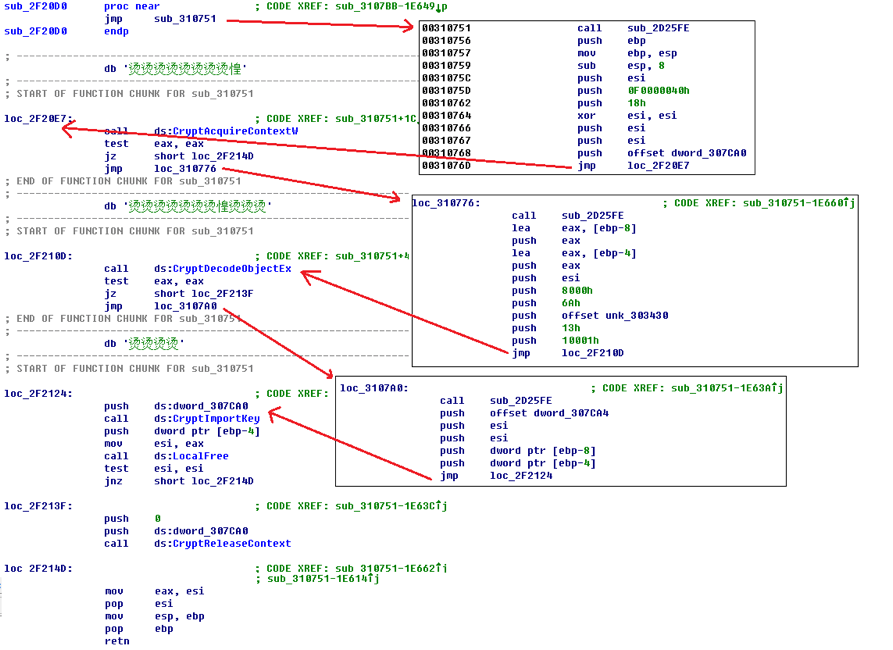 sub_2F20D0 proc near ; CODE XREF: sub_3107BB-1E649↓p
jmp sub_310751
sub_2F20D0 endp
; ---------------------------------------------------------------
db '烫烫烫烫烫烫烫烫惶'
; ---------------------------------------------------------------
; START OF FUNCTION CHUNK FOR sub_310751
loc_2F20E7: ; CODE XREF: sub_310751+1C
call ds:CryptAcquireContextW
test eax, eax
jz short loc_2F214D
jmp loc_310776
; END OF FUNCTION CHUNK FOR sub_310751
; ---------------------------------------------------------------
db '烫烫烫烫烫烫烫惶烫烫烫'
; ---------------------------------------------------------------
; START OF FUNCTION CHUNK FOR sub_310751
loc_2F210D: ; CODE XREF: sub_310751+4
call ds:CryptDecodeObjectEx
test eax, eax
jz short loc_2F213F
jmp loc_3107A0
; END OF FUNCTION CHUNK FOR sub_310751
; ---------------------------------------------------------------
db '烫烫烫烫'
; ---------------------------------------------------------------
; START OF FUNCTION CHUNK FOR sub_310751
loc_2F2124: ; CODE XREF:
push ds:dword_307CA0
call ds:CryptImportKey
push dword ptr [ebp-4]
mov esi, eax
call ds:LocalFree
test esi, esi
jnz short loc_2F214D
loc_2F213F: ; CODE XREF: sub_310751-1E63C↑j
push 0
push ds:dword_307CA0
call ds:CryptReleaseContext
loc_2F214D: ; CODE XREF: sub_310751-1E662↑j
; sub_310751-1E614↑j
mov eax, esi
pop esi
mov esp, ebp
pop ebp
retn
00310751 call sub_2D25FE
00310756 push ebp
00310757 mov ebp, esp
00310759 sub esp, 8
0031075C push esi
0031075D push 0F0000040h
00310762 push 18h
00310764 xor esi, esi
00310766 push esi
00310767 push esi
00310768 push offset dword_307CA0
0031076D jmp loc_2F20E7
loc_310776: ; CODE XREF: sub_310751-1E660↑j
call sub_2D25FE
lea eax, [ebp-8]
push eax
lea eax, [ebp-4]
push eax
push esi
push 8000h
push 6Ah
push offset unk_303430
push 13h
push 10001h
jmp loc_2F210D
loc_3107A0: ; CODE XREF: sub_310751-1E63A↑j
call sub_2D25FE
push offset dword_307CA4
push esi
push esi
push dword ptr [ebp-8]
push dword ptr [ebp-4]
jmp loc_2F2124